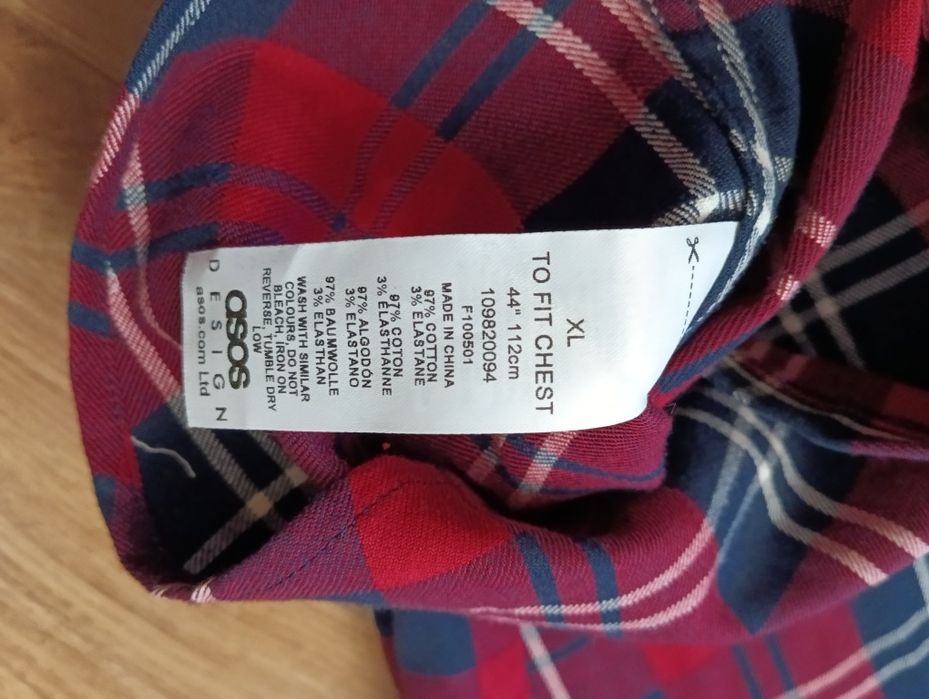 XL
TO FIT CHEST
44" 112cm
109820094
F100501
MADE IN CHINA
97% COTTON
3% ELASTANE
97% COTON
3% ÉLASTHANNE
97% ALGODÓN
3% ELASTANO
97% BAUMWOLLE
3% ELASTHAN
WASH WITH SIMILAR
COLOURS, DO NOT
BLEACH, IRON ON
REVERSE, TUMBLE DRY
LOW
asos
DESIGN
asos.com Ltd